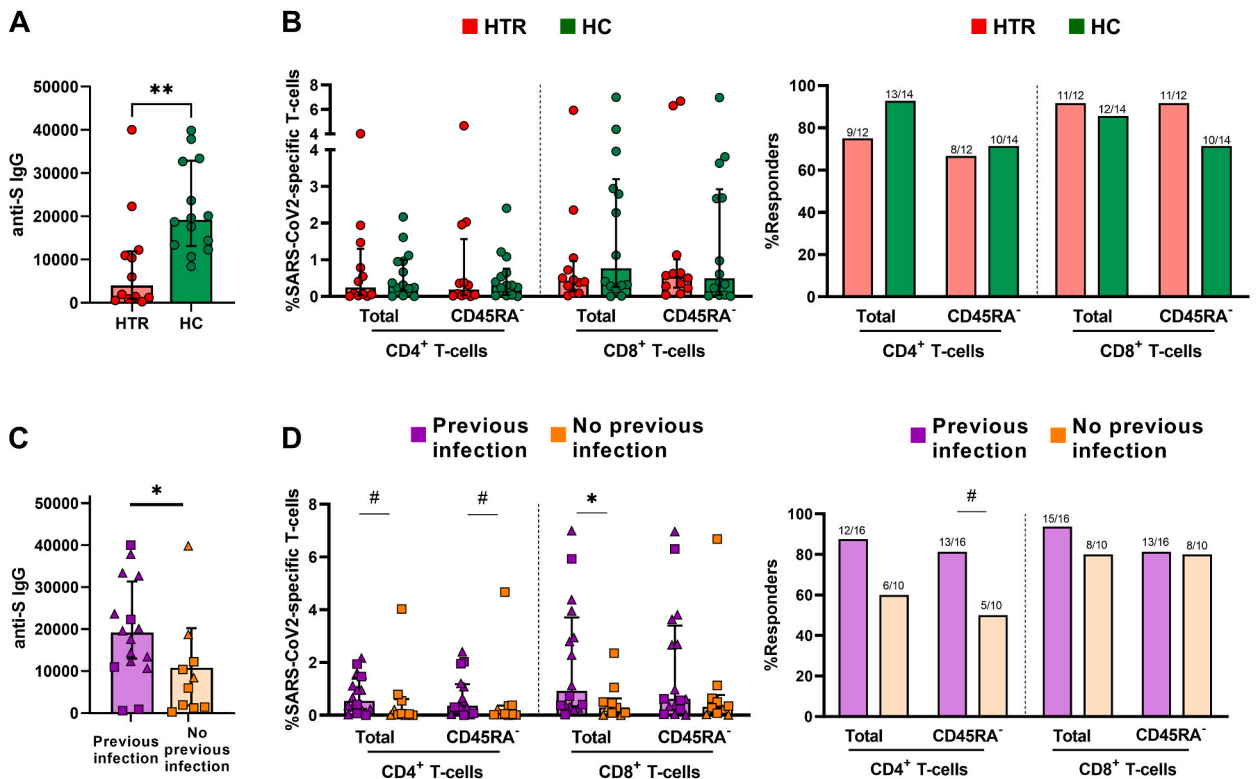 A
anti-S IgG
50000
40000
30000
20000
10000
0
**
HTR HC
B
HTR HC
%SARS-CoV2-specific T-cells
8
6
4
4
3
2
1
0
Total CD45RA-
CD4+ T-cells
Total CD45RA-
CD8+ T-cells
HTR HC
%Responders
100
80
60
40
20
0
9/12 13/14 8/12 10/14 11/12 12/14 11/12 10/14
Total CD45RA-
CD4+ T-cells
Total CD45RA-
CD8+ T-cells
C
anti-S IgG
50000
40000
30000
20000
10000
0
*
Previous
infection
No
previous
infection
D
Previous
infection
No previous
infection
%SARS-CoV2-specific T-cells
8
6
4
2
0
# # *
Total CD45RA-
CD4+ T-cells
Total CD45RA-
CD8+ T-cells
Previous
infection
No previous
infection
%Responders
100
80
60
40
20
0
#
12/16 6/10 13/16 5/10 15/16 8/10 13/16 8/10
Total CD45RA-
CD4+ T-cells
Total CD45RA-
CD8+ T-cells